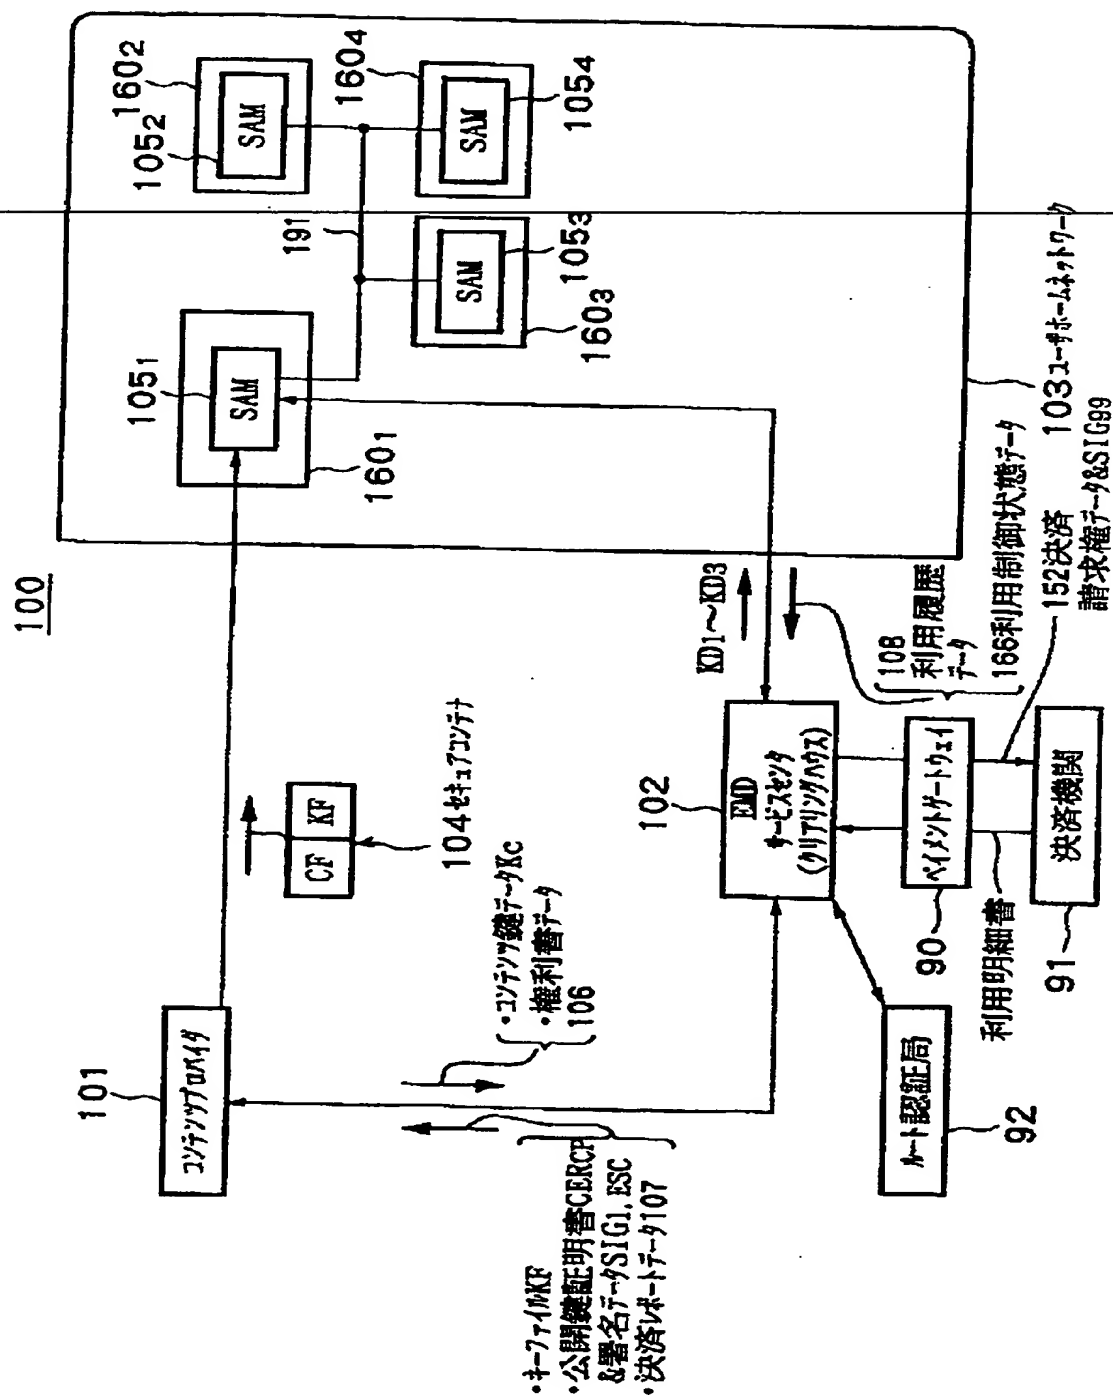 100
101
コンテンツプロバイダ
CF KF
104セキュアコンテナ
・コンテンツ鍵データKc
・権利書データ
106
・キーファイルKF
・公開鍵証明書CERCP
&署名データSIG1,ESC
・決済レポートデータ107
102
EMD
サービスセンタ
(クリアリングハウス)
KD1～KD3
108
利用履歴
データ
166利用制御状態データ
152決済
請求権データ&SIG99
ペイメントゲートウェイ
90
利用明細書
決済機関
91
ルート認証局
92
103ユーザホームネットワーク
1051
SAM
1601
191
1052
SAM
1602
SAM
1053
1603
SAM
1054
1604